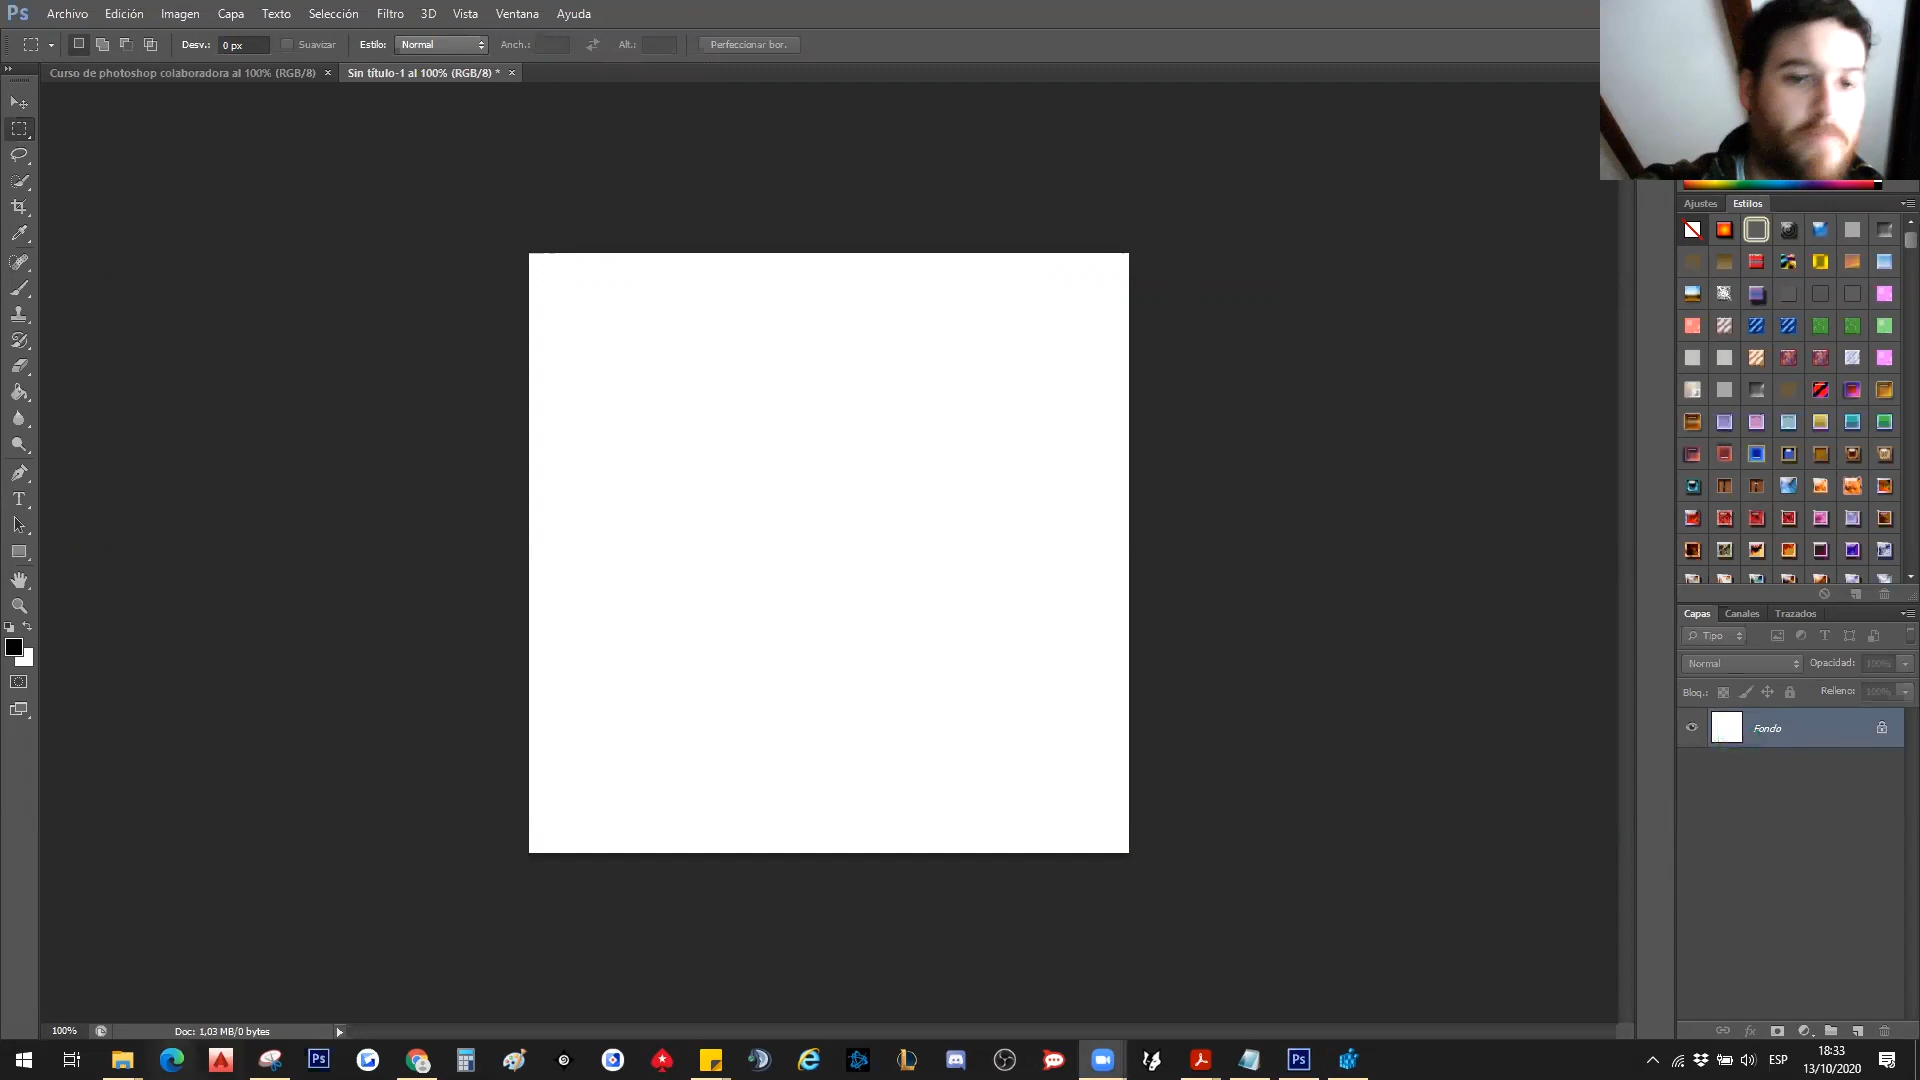 Ps Archivo Edición Imagen Capa Texto Selección Filtro 3D Vista Ventana Ayuda
Desv.: 0 px Suavizar Estilo: Normal Anch.: Alt.: Perfeccionar bor.
Curso de photoshop colaboradora al 100% (RGB/8) × Sin título-1 al 100% (RGB/8) * ×
Ajustes Estilos
Capas Canales Trazados
Tipo
Normal Opacidad: 100%
Bloq.: Relleno: 100%
Fondo
100% Doc: 1,03 MB/0 bytes
ESP
18:33
13/10/2020